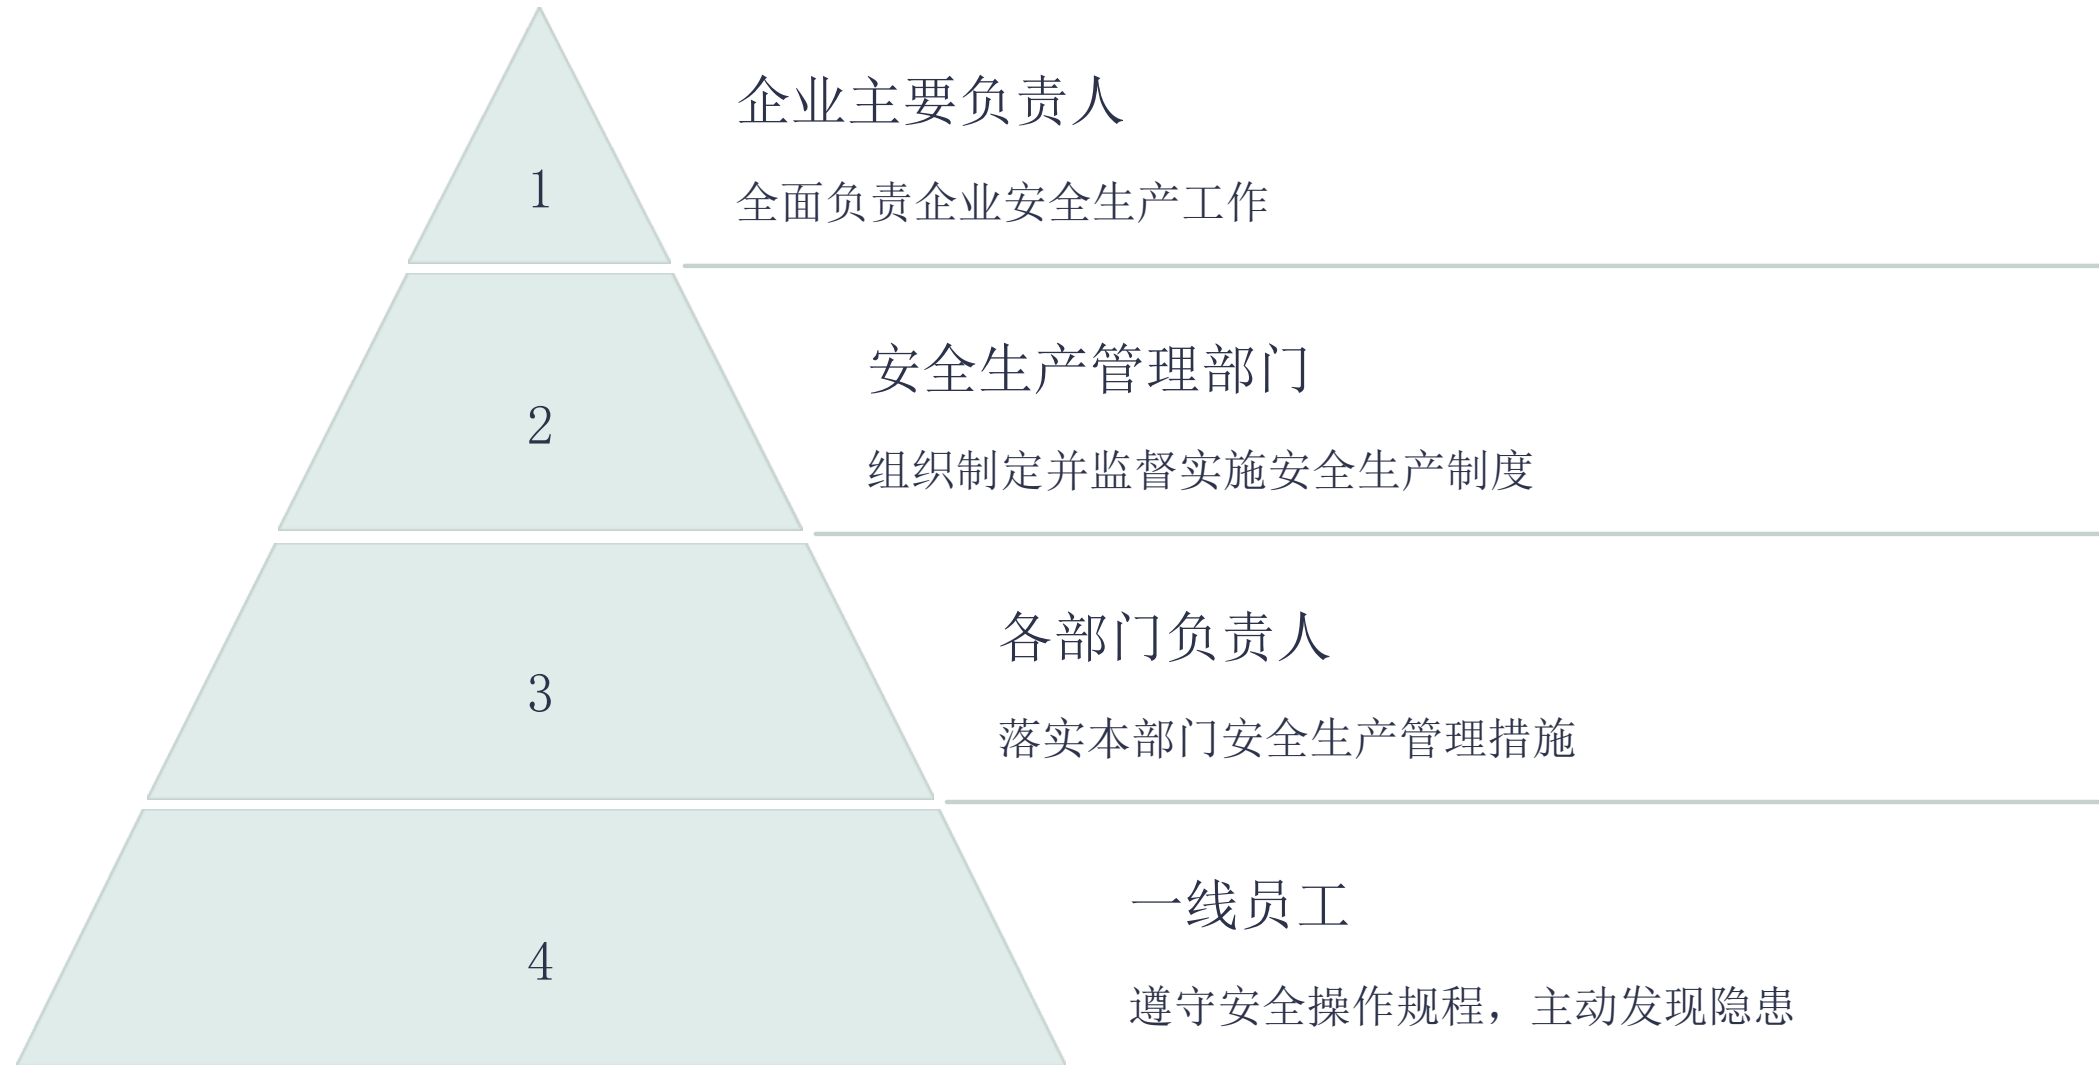 企业主要负责人
1
全面负责企业安全生产工作
安全生产管理部门
2
组织制定并监督实施安全生产制度
各部门负责人
3
落实本部门安全生产管理措施
一线员工
4
遵守安全操作规程，主动发现隐患